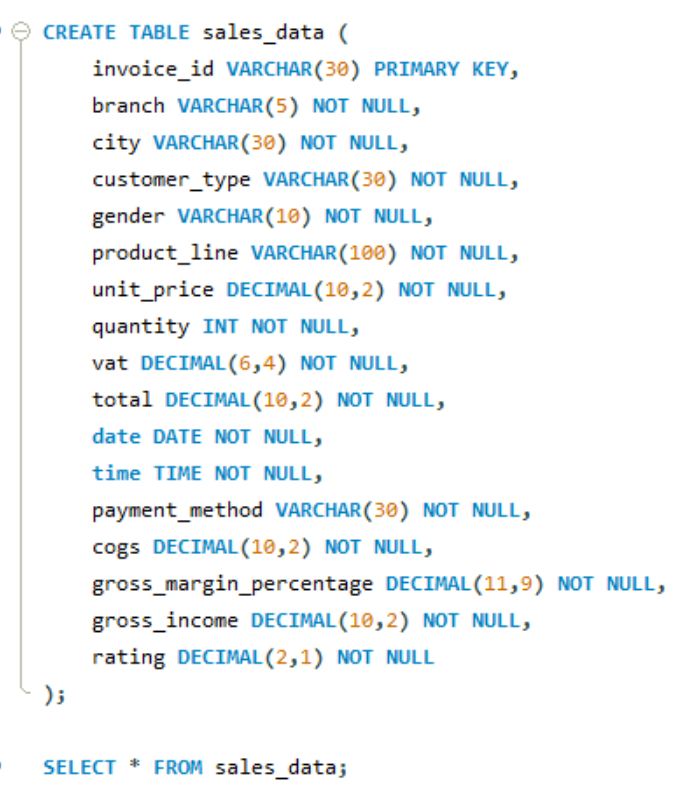 CREATE TABLE sales_data (
invoice_id VARCHAR(30) PRIMARY KEY,
branch VARCHAR(5) NOT NULL,
city VARCHAR(30) NOT NULL,
customer_type VARCHAR(30) NOT NULL,
gender VARCHAR(10) NOT NULL,
product_line VARCHAR(100) NOT NULL,
unit_price DECIMAL(10,2) NOT NULL,
quantity INT NOT NULL,
vat DECIMAL(6,4) NOT NULL,
total DECIMAL(10,2) NOT NULL,
date DATE NOT NULL,
time TIME NOT NULL,
payment_method VARCHAR(30) NOT NULL,
cogs DECIMAL(10,2) NOT NULL,
gross_margin_percentage DECIMAL(11,9) NOT NULL,
gross_income DECIMAL(10,2) NOT NULL,
rating DECIMAL(2,1) NOT NULL
);
SELECT * FROM sales_data;